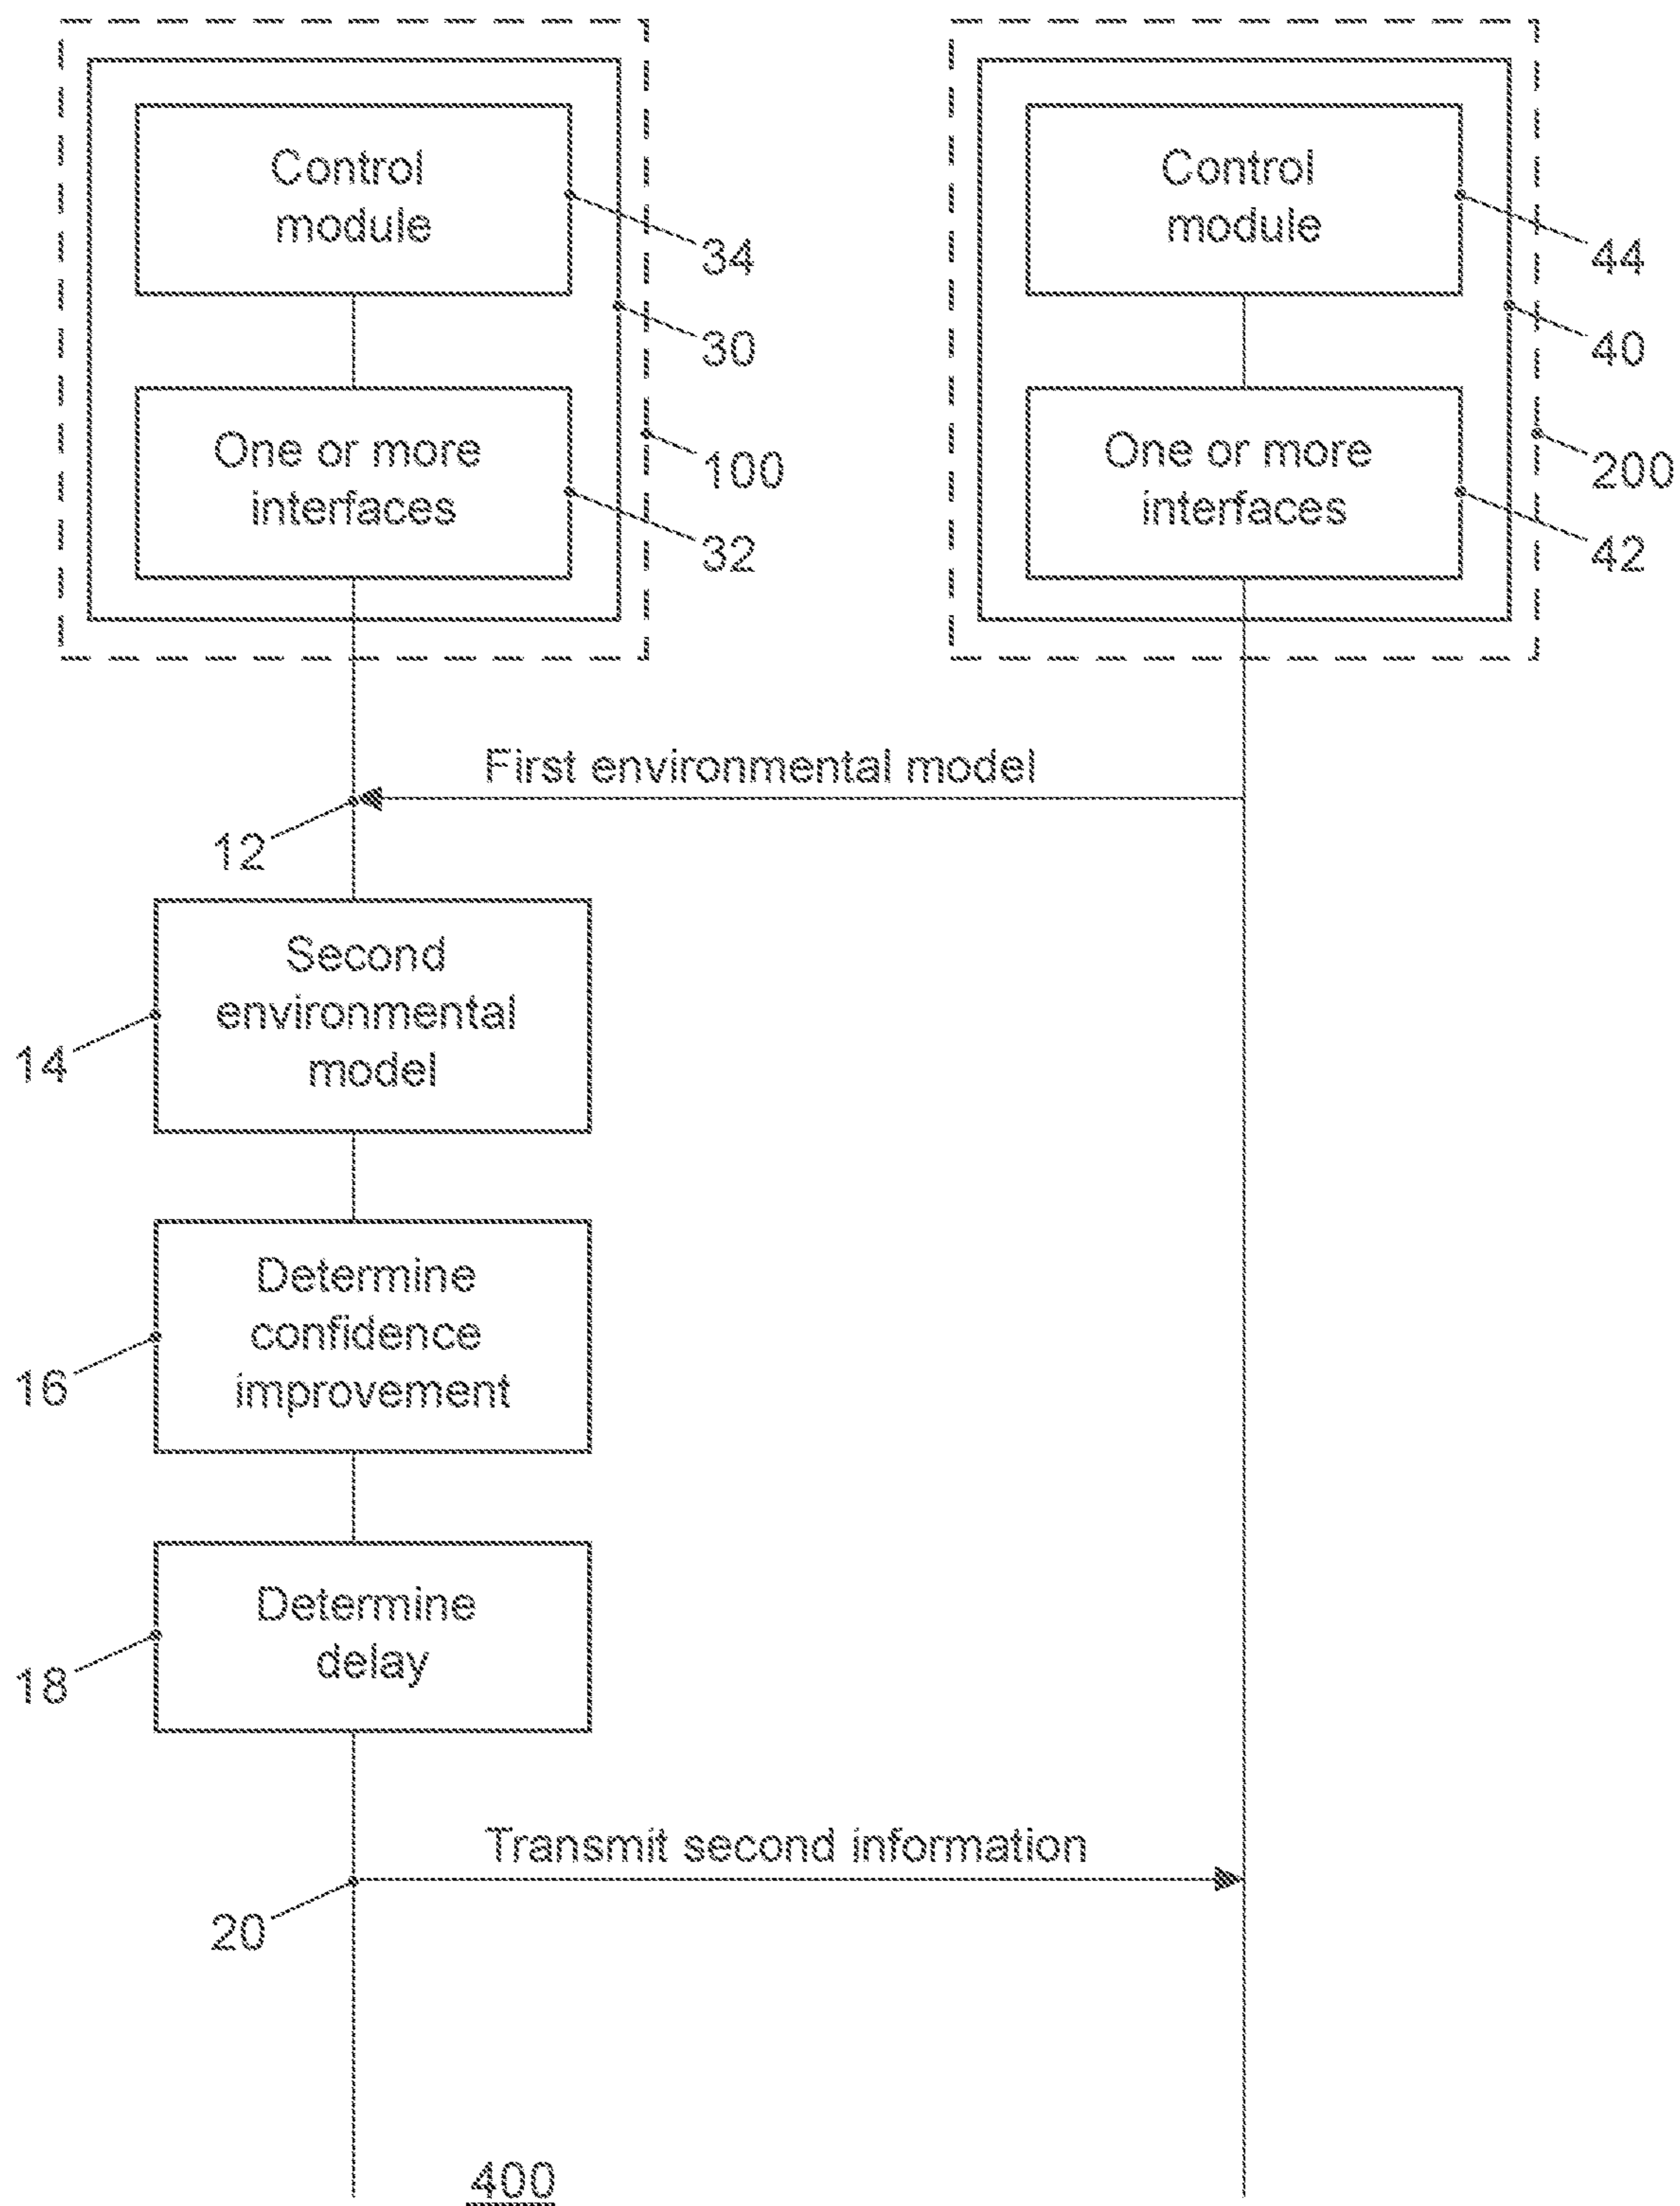 Control
module
34
30
One or more
interfaces
100
32
Control
module
44
40
One or more
interfaces
200
42
First environmental model
12
Second
environmental
model
14
Determine
confidence
improvement
16
Determine
delay
18
Transmit second information
20
400